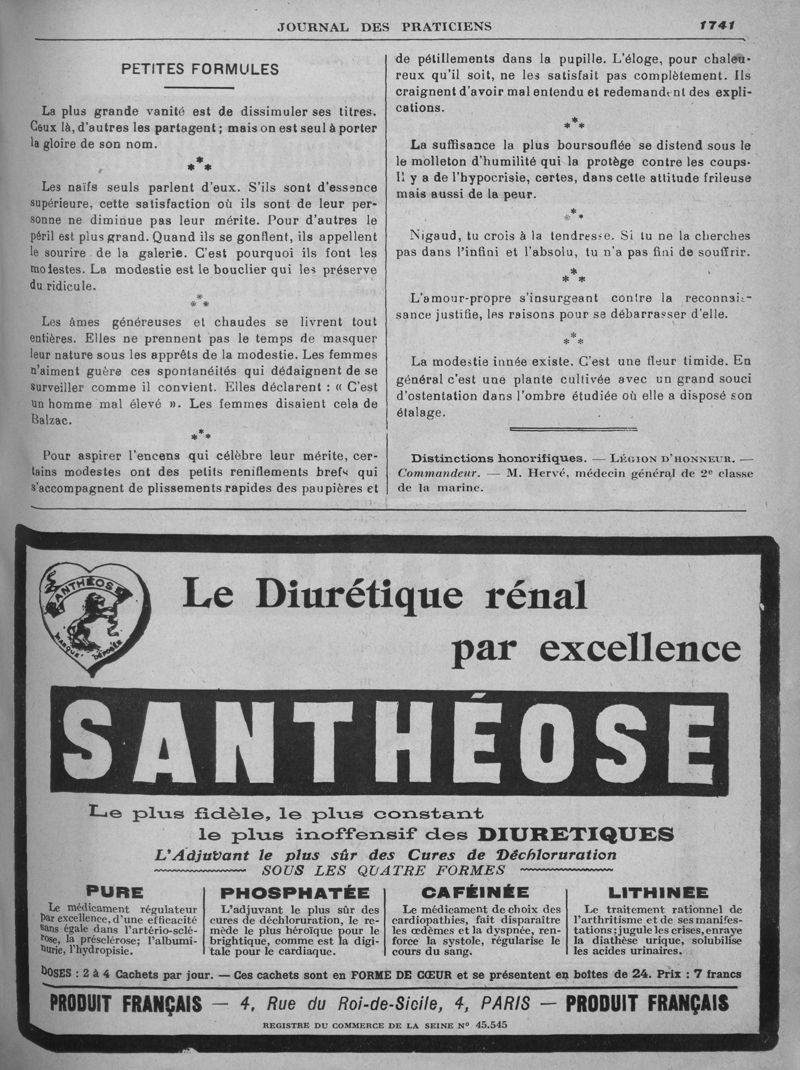 JOURNAL DES PRATICIENS
1741
PETITES FORMULES
La plus grande vanité est de dissimuler ses titres.
Ceux là, d'autres les partagent ; mais on est seul à porter
la gloire de son nom.
***
Les naïfs seuls parlent d'eux. S'ils sont d'essence
supérieure, cette satisfaction où ils sont de leur per-
sonne ne diminue pas leur mérite. Pour d'autres le
péril est plus grand. Quand ils se gonflent, ils appellent
le sourire de la galerie. C'est pourquoi ils font les
modestes. La modestie est le bouclier qui les préserve
du ridicule.
***
Les âmes généreuses et chaudes se livrent tout
entières. Elles ne prennent pas le temps de masquer
leur nature sous les apprêts de la modestie. Les femmes
n'aiment guère ces spontanéités qui dédaignent de se
surveiller comme il convient. Elles déclarent : « C'est
un homme mal élevé ». Les femmes disaient cela de
Balzac.
***
Pour aspirer l'encens qui célèbre leur mérite, cer-
tains modestes ont des petits reniflements brefs qui
s'accompagnent de plissements rapides des paupières et
de pétillements dans la pupille. L'éloge, pour chaleu-
reux qu'il soit, ne les satisfait pas complètement. Ils
craignent d'avoir mal entendu et redemandent des expli-
cations.
***
La suffisance la plus boursouflée se distend sous le
le molleton d'humilité qui la protège contre les coups-
Il y a de l'hypocrisie, certes, dans cette attitude frileuse
mais aussi de la peur.
***
Nigaud, tu crois à la tendresse. Si tu ne la cherches
pas dans l'infini et l'absolu, tu n'a pas fini de souffrir.
***
L'amour-propre s'insurgeant contre la reconnais-
sance justifie, les raisons pour se débarrasser d'elle.
***
La modestie innée existe. C'est une fleur timide. En
général c'est une plante cultivée avec un grand souci
d'ostentation dans l'ombre étudiée où elle a disposé son
étalage.
Distinctions honorifiques. — LÉGION D'HONNEUR. —
Commandeur. — M. Hervé, médecin général de 2e classe
de la marine.
SANTHÉOSE
MARQUE DÉPOSÉE
Le Diurétique rénal
par excellence
SANTHÉOSE
Le plus fidèle, le plus constant
le plus inoffensif des DIURETIQUES
L'Adjuvant le plus sûr des Cures de Déchloruration
SOUS LES QUATRE FORMES
PURE
Le médicament régulateur
par excellence, d'une efficacité
sans égale dans l'artério-sclé-
rose, la présclérose; l'albumi-
nurie, l'hydropisie.
PHOSPHATÉE
L'adjuvant le plus sûr des
cures de déchloruration, le re-
mède le plus héroïque pour le
brightique, comme est la digi-
tale pour le cardiaque.
CAFÉINÉE
Le médicament de choix des
cardiopathies, fait disparaître
les œdèmes et la dyspnée, ren-
force la systole, régularise le
cours du sang.
LITHINÉE
Le traitement rationnel de
l'arthritisme et de ses manifes-
tations; jugule les crises, enraye
la diathèse urique, solubilise
les acides urinaires.
DOSES : 2 à 4 Cachets par jour. — Ces cachets sont en FORME DE CŒUR et se présentent en boîtes de 24. Prix : 7 francs
PRODUIT FRANÇAIS — 4, Rue du Roi-de-Sicile, 4, PARIS — PRODUIT FRANÇAIS
REGISTRE DU COMMERCE DE LA SEINE N° 45.545